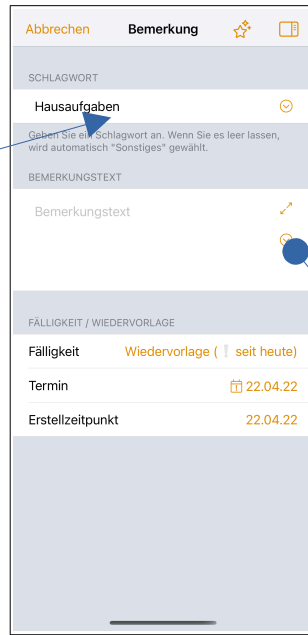 Abbrechen Bemerkung
SCHLAGWORT
Hausaufgaben
Geben Sie ein Schlagwort an. Wenn Sie es leer lassen,
wird automatisch "Sonstiges" gewählt.
BEMERKUNGSTEXT
Bemerkungstext
FÄLLIGKEIT / WIEDERVORLAGE
Fälligkeit Wiedervorlage (❕ seit heute)
Termin 22.04.22
Erstellzeitpunkt 22.04.22